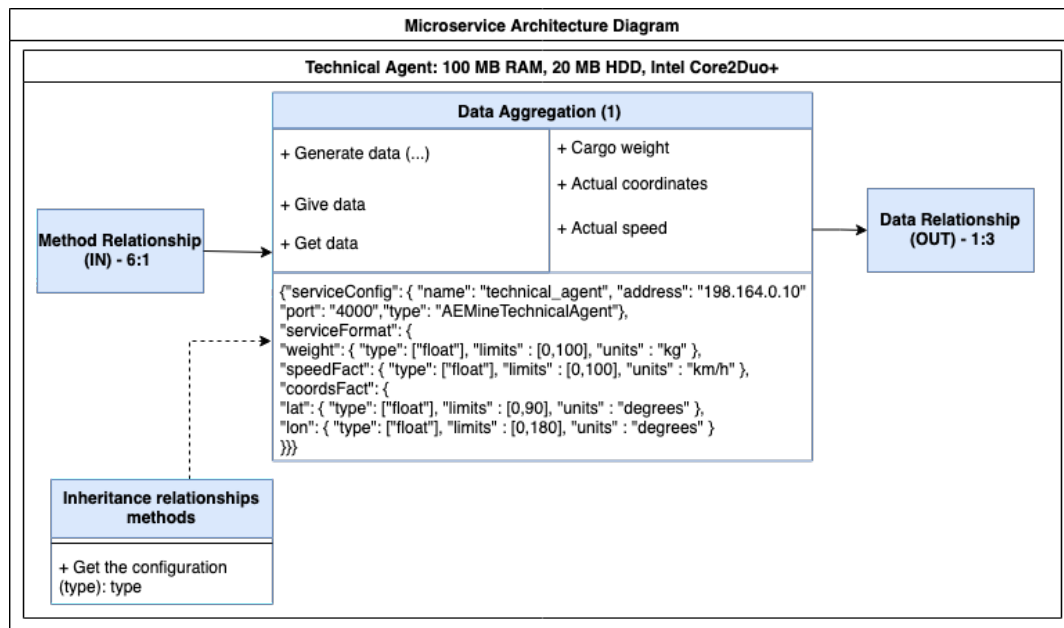 Microservice Architecture Diagram
Technical Agent: 100 MB RAM, 20 MB HDD, Intel Core2Duo+
Data Aggregation (1)
+ Generate data (...)
+ Give data
+ Get data
+ Cargo weight
+ Actual coordinates
+ Actual speed
Method Relationship
(IN) - 6:1
Data Relationship
(OUT) - 1:3
{"serviceConfig": { "name": "technical_agent", "address": "198.164.0.10"
"port": "4000","type": "AEMineTechnicalAgent"},
"serviceFormat": {
"weight": { "type": ["float"], "limits" : [0,100], "units" : "kg" },
"speedFact": { "type": ["float"], "limits" : [0,100], "units" : "km/h" },
"coordsFact": {
"lat": { "type": ["float"], "limits" : [0,90], "units" : "degrees" },
"lon": { "type": ["float"], "limits" : [0,180], "units" : "degrees" }
}}}
Inheritance relationships
methods
+ Get the configuration
(type): type